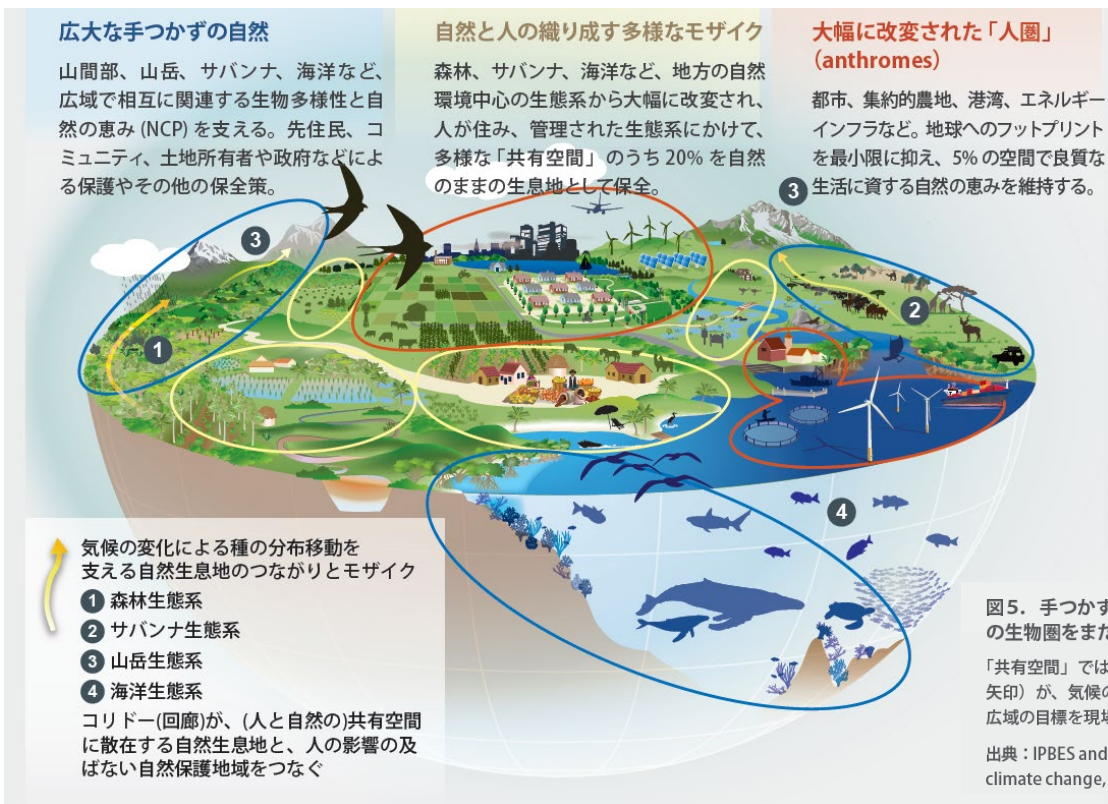 広大な手つかずの自然
山間部、山岳、サバンナ、海洋など、
広域で相互に関連する生物多様性と自
然の恵み (NCP) を支える。先住民、コ
ミュニティ、土地所有者や政府などによ
る保護やその他の保全策。
自然と人の織り成す多様なモザイク
森林、サバンナ、海洋など、地方の自然
環境中心の生態系から大幅に改変され、
人が住み、管理された生態系にかけて、
多様な「共有空間」のうち 20% を自然
のままの生息地として保全。
大幅に改変された「人圏」
(anthromes)
都市、集約的農地、港湾、エネルギー
インフラなど。地球へのフットプリント
を最小限に抑え、5% の空間で良質な
生活に資する自然の恵みを維持する。
3
3
1
2
4
気候の変化による種の分布移動を
支える自然生息地のつながりとモザイク
1 森林生態系
2 サバンナ生態系
3 山岳生態系
4 海洋生態系
コリドー(回廊)が、(人と自然の)共有空間
に散在する自然生息地と、人の影響の及
ばない自然保護地域をつなぐ
図5. 手つかず
の生物圏をまた
「共有空間」では
矢印）が、気候の
広域の目標を現場
出典：IPBES and
climate change,